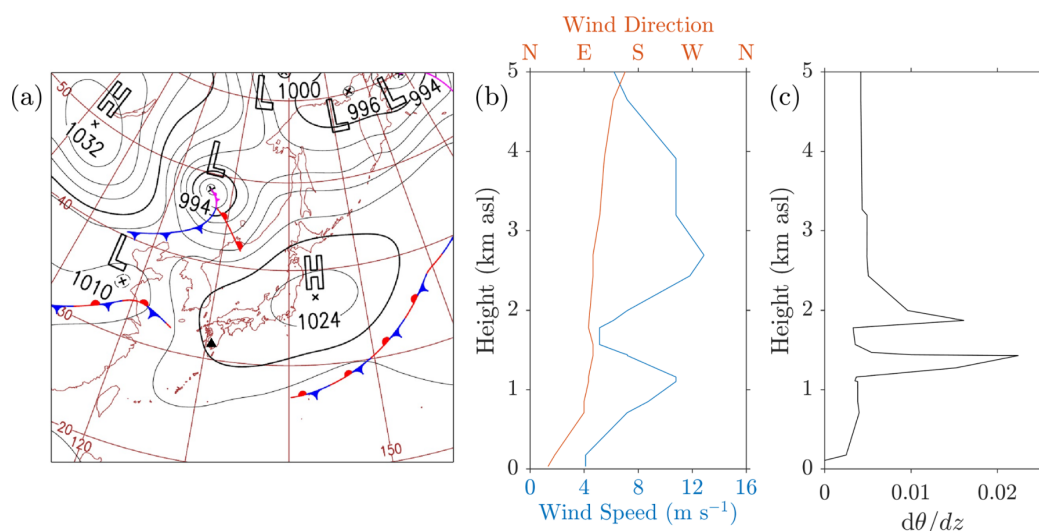 (a)
50
H
1032
L
1000
L
996
L
994
40
L
994
L
1010
H
1024
30
20
120
150
Wind Direction
N E S W N
(b)
Height (km asl)
5
4
3
2
1
0
0 4 8 12 16
Wind Speed (m s⁻¹)
(c)
Height (km asl)
5
4
3
2
1
0
0 0.01 0.02
dθ/dz